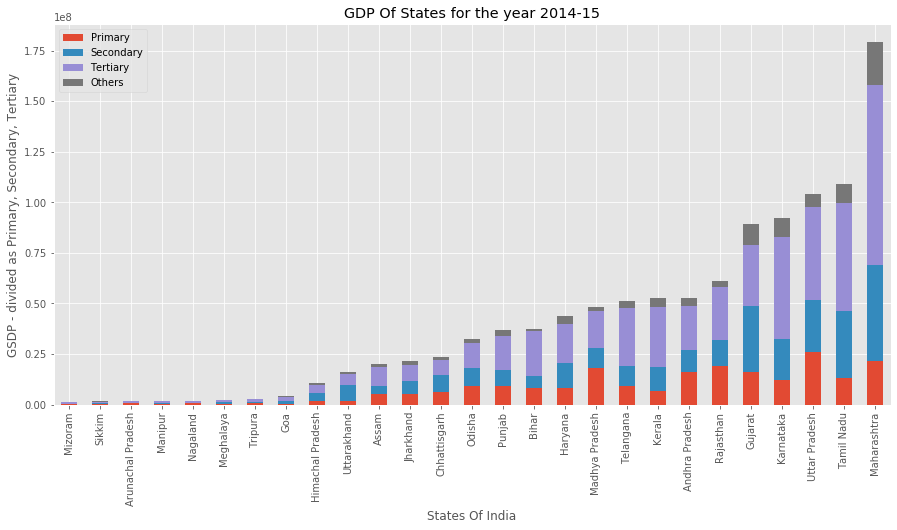 GDP Of States for the year 2014-15
1e8
Primary
Secondary
Tertiary
Others
GSDP - divided as Primary, Secondary, Tertiary
1.75
1.50
1.25
1.00
0.75
0.50
0.25
0.00
Mizoram
Sikkim
Arunachal Pradesh
Manipur
Nagaland
Meghalaya
Tripura
Goa
Himachal Pradesh
Uttarakhand
Assam
Jharkhand
Chhattisgarh
Odisha
Punjab
Bihar
Haryana
Madhya Pradesh
Telangana
Kerala
Andhra Pradesh
Rajasthan
Gujarat
Karnataka
Uttar Pradesh
Tamil Nadu
Maharashtra
States Of India